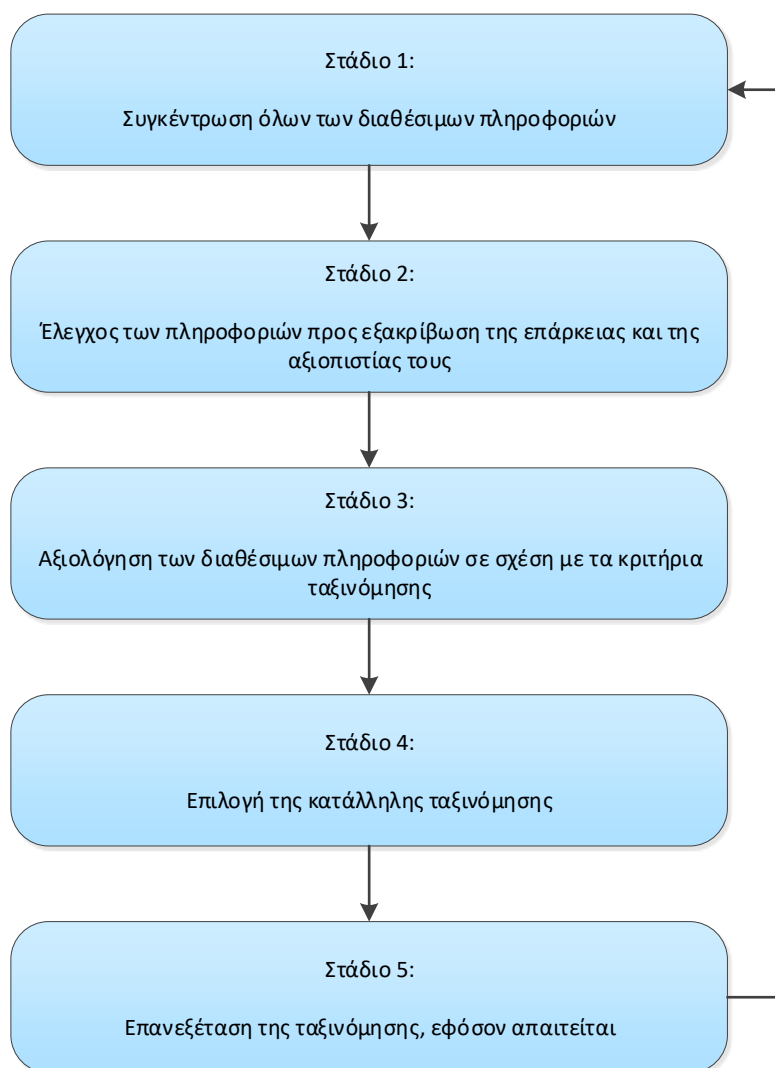 Στάδιο 1:
Συγκέντρωση όλων των διαθέσιμων πληροφοριών
Στάδιο 2:
Έλεγχος των πληροφοριών προς εξακρίβωση της επάρκειας και της
αξιοπιστίας τους
Στάδιο 3:
Αξιολόγηση των διαθέσιμων πληροφοριών σε σχέση με τα κριτήρια
ταξινόμησης
Στάδιο 4:
Επιλογή της κατάλληλης ταξινόμησης
Στάδιο 5:
Επανεξέταση της ταξινόμησης, εφόσον απαιτείται